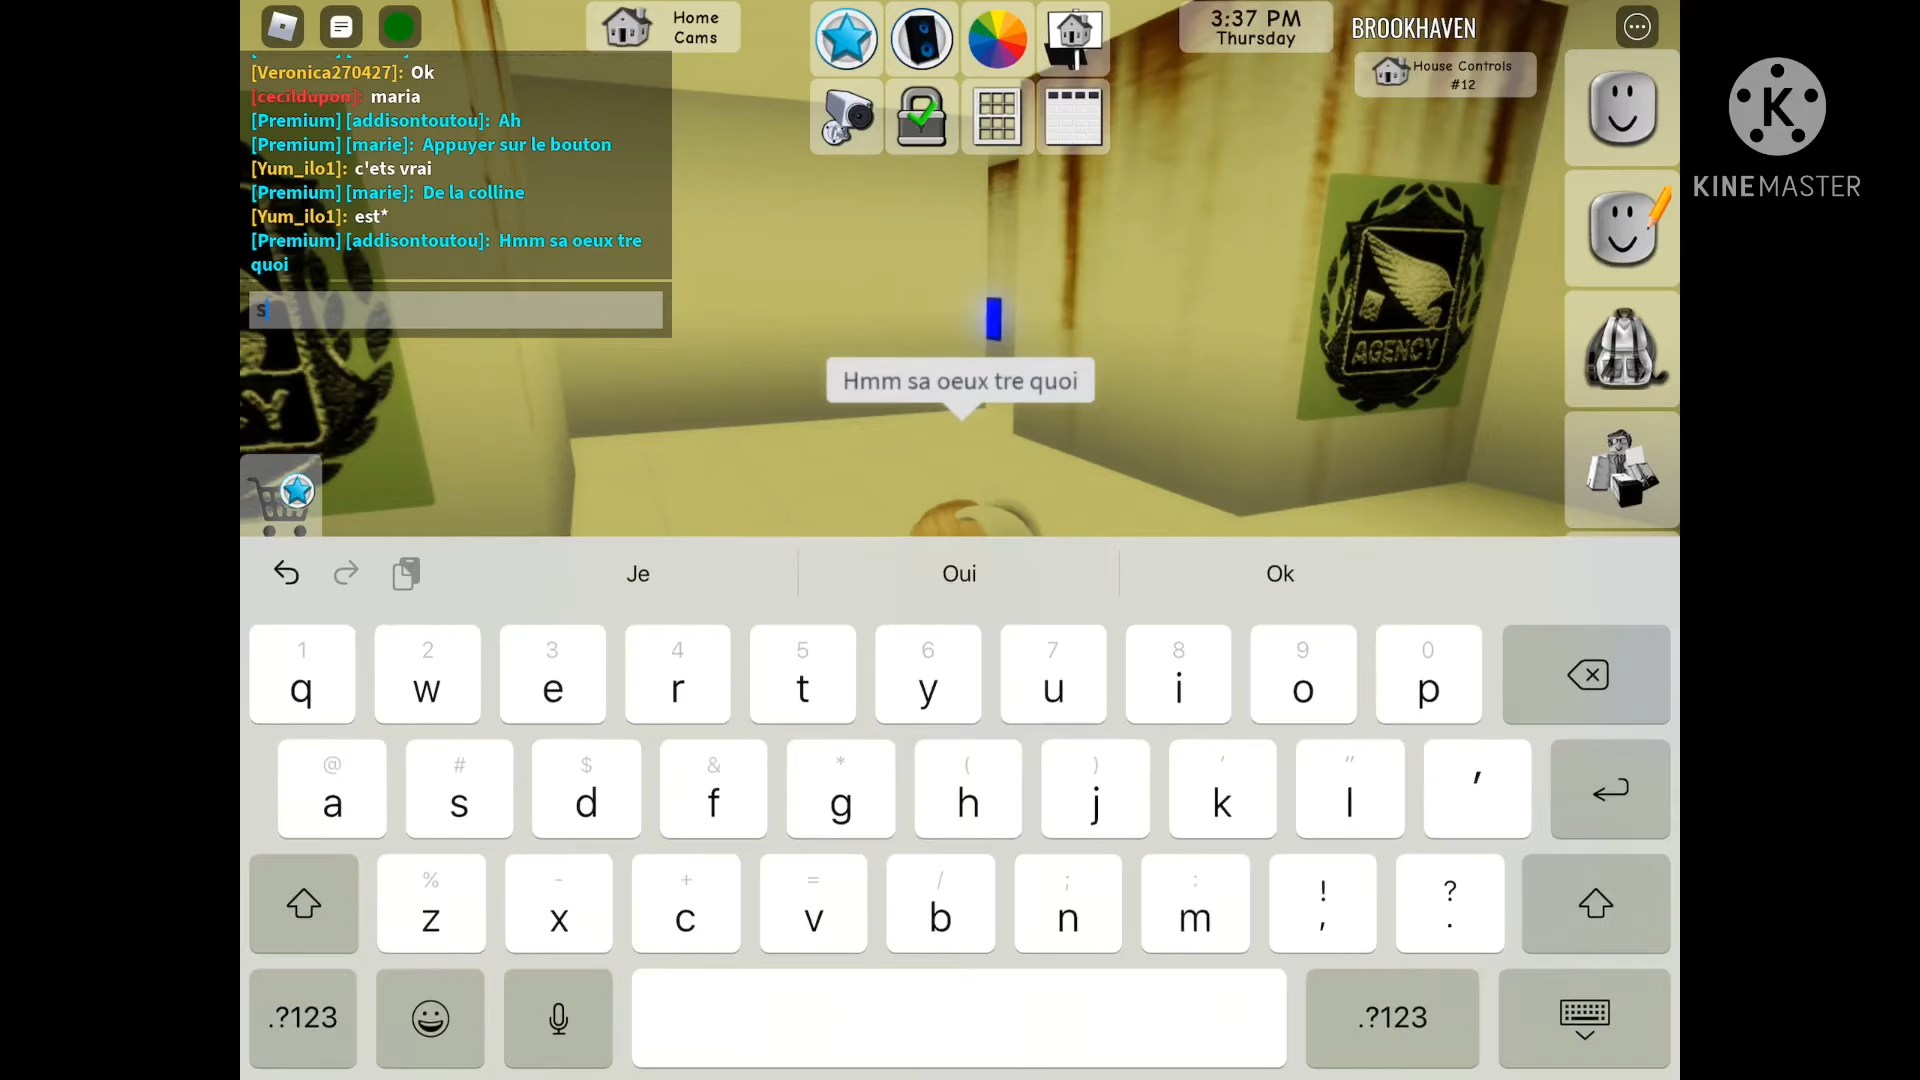 Home
Cams
3:37 PM
Thursday
BROOKHAVEN
House Controls
#12
[Veronica270427]: Ok
[cecildupon]: maria
[Premium] [addisontoutou]: Ah
[Premium] [marie]: Appuyer sur le bouton
[Yum_ilo1]: c'ets vrai
[Premium] [marie]: De la colline
[Yum_ilo1]: est*
[Premium] [addisontoutou]: Hmm sa oeux tre
quoi
s
Hmm sa oeux tre quoi
AGENCY
K
KINEMASTER
Je Oui Ok
1 2 3 4 5 6 7 8 9 0
q w e r t y u i o p
@ # $ & * ( ) ' "
a s d f g h j k l '
% - + = / ; : ! ?
z x c v b n m , .
.?123 .?123